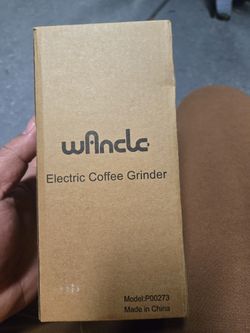 wAncle
Electric Coffee Grinder
Model:P00273
Made in China